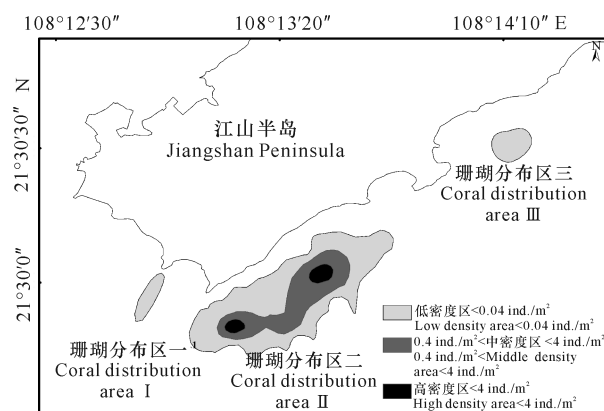 108°12′30″ 108°13′20″ 108°14′10″ E
N
N
21°30′30″
21°30′0″
江山半岛
Jiangshan Peninsula
珊瑚分布区三
Coral distribution
area Ⅲ
珊瑚分布区一
Coral distribution
area Ⅰ
珊瑚分布区二
Coral distribution
area Ⅱ
低密度区<0.04 ind./m²
Low density area<0.04 ind./m²
0.4 ind./m²<中密度区<4 ind./m²
0.4 ind./m²<Middle density
area<4 ind./m²
高密度区<4 ind./m²
High density area<4 ind./m²